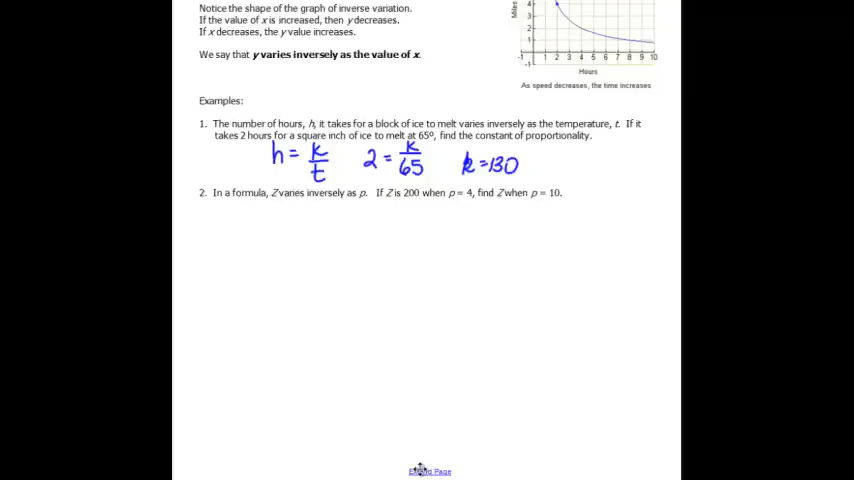 Notice the shape of the graph of inverse variation.
If the value of x is increased, then y decreases.
If x decreases, the y value increases.
We say that y varies inversely as the value of x.
Miles
4
3
2
1
-1 1 2 3 4 5 6 7 8 9 10
-1
Hours
As speed decreases, the time increases
Examples:
1. The number of hours, h, it takes for a block of ice to melt varies inversely as the temperature, t. If it
takes 2 hours for a square inch of ice to melt at 65º, find the constant of proportionality.
h = k/t 2 = k/65 k = 130
2. In a formula, Z varies inversely as p. If Z is 200 when p = 4, find Z when p = 10.
Page